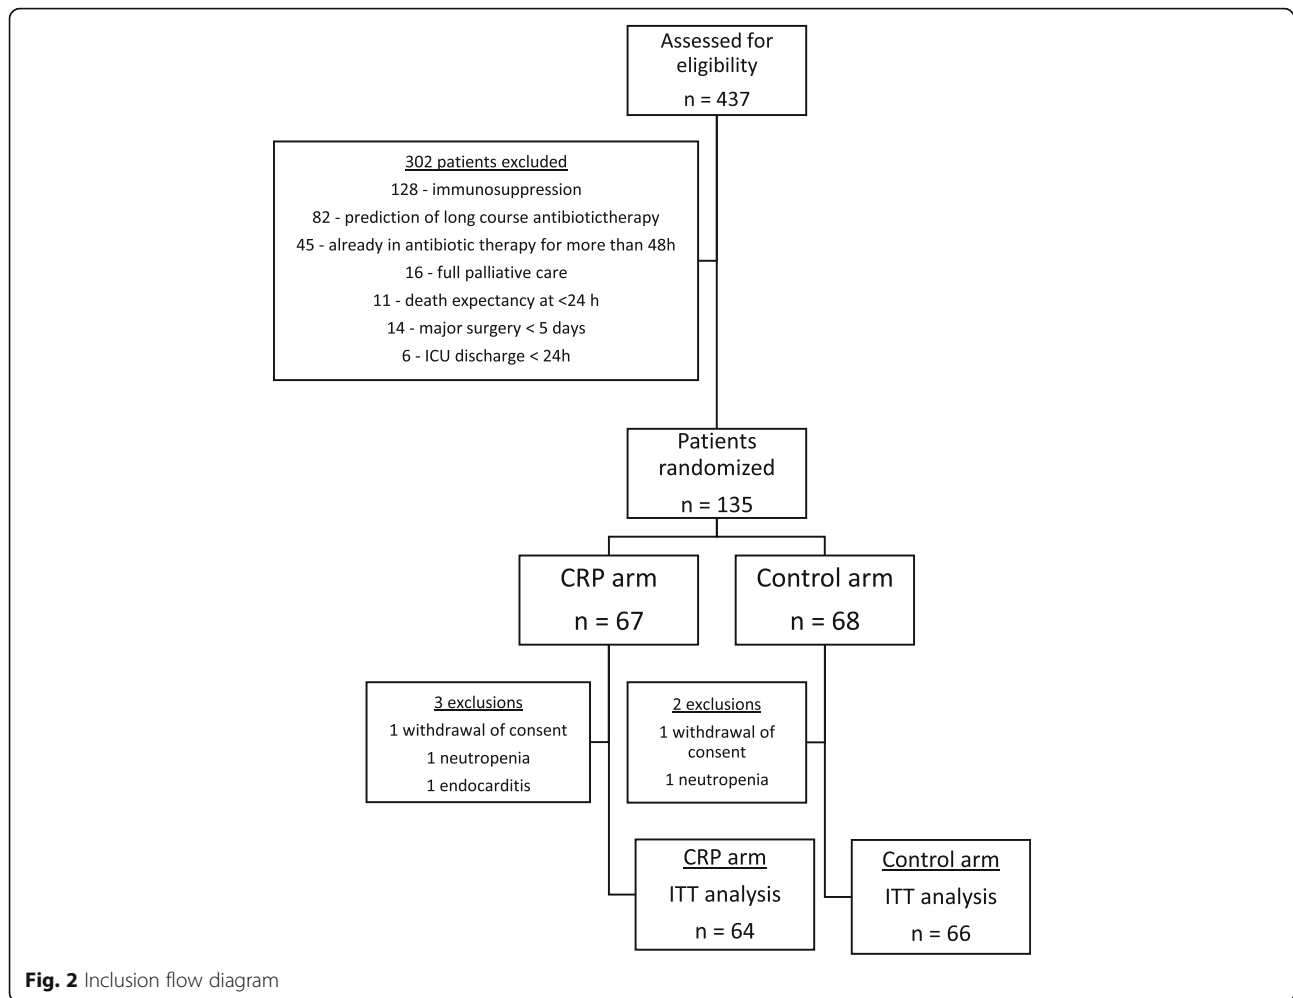 Assessed for
eligibility
n = 437
302 patients excluded
128 - immunosuppression
82 - prediction of long course antibiotictherapy
45 - already in antibiotic therapy for more than 48h
16 - full palliative care
11 - death expectancy at <24 h
14 - major surgery < 5 days
6 - ICU discharge < 24h
Patients
randomized
n = 135
CRP arm
n = 67
Control arm
n = 68
3 exclusions
1 withdrawal of consent
1 neutropenia
1 endocarditis
2 exclusions
1 withdrawal of
consent
1 neutropenia
CRP arm
ITT analysis
n = 64
Control arm
ITT analysis
n = 66
Fig. 2 Inclusion flow diagram